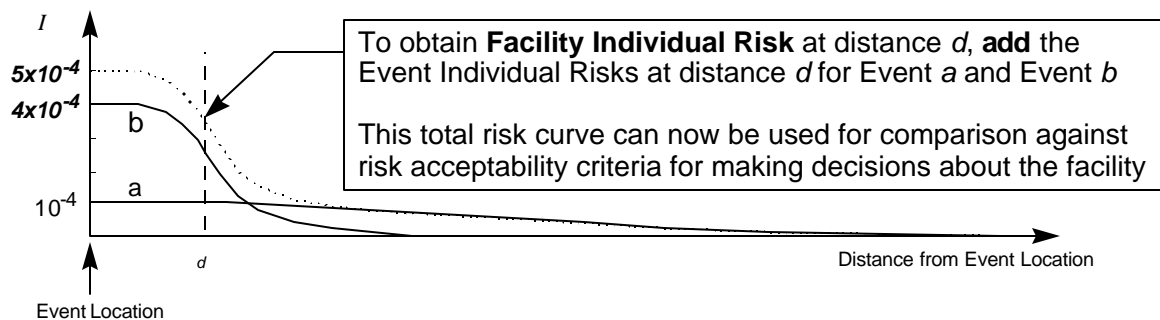 I
To obtain Facility Individual Risk at distance d, add the
Event Individual Risks at distance d for Event a and Event b
This total risk curve can now be used for comparison against
risk acceptability criteria for making decisions about the facility
5x10⁻⁴
4x10⁻⁴
b
a
10⁻⁴
d
Distance from Event Location
Event Location